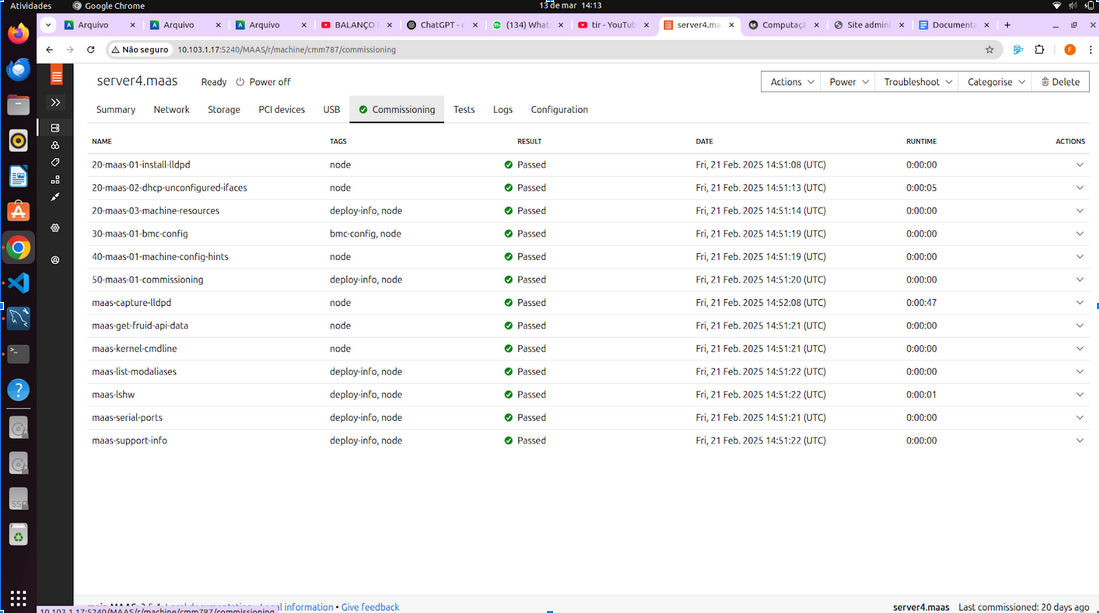 Atividades Google Chrome 13 de mar 14:13
Arquivo Arquivo Arquivo BALANÇO ChatGPT - (134) What tir - YouTub server4.ma Computaç Site admini Documenta
Não seguro 10.103.1.17:5240/MAAS/r/machine/cmm787/commissioning F
server4.maas Ready Power off Actions Power Troubleshoot Categorise Delete
Summary Network Storage PCI devices USB Commissioning Tests Logs Configuration
NAME TAGS RESULT DATE RUNTIME ACTIONS
20-maas-01-install-lldpd node Passed Fri, 21 Feb. 2025 14:51:08 (UTC) 0:00:00
20-maas-02-dhcp-unconfigured-ifaces node Passed Fri, 21 Feb. 2025 14:51:13 (UTC) 0:00:05
20-maas-03-machine-resources deploy-info, node Passed Fri, 21 Feb. 2025 14:51:14 (UTC) 0:00:00
30-maas-01-bmc-config bmc-config, node Passed Fri, 21 Feb. 2025 14:51:19 (UTC) 0:00:00
40-maas-01-machine-config-hints node Passed Fri, 21 Feb. 2025 14:51:19 (UTC) 0:00:00
50-maas-01-commissioning deploy-info, node Passed Fri, 21 Feb. 2025 14:51:20 (UTC) 0:00:00
maas-capture-lldpd node Passed Fri, 21 Feb. 2025 14:52:08 (UTC) 0:00:47
maas-get-fruid-api-data node Passed Fri, 21 Feb. 2025 14:51:21 (UTC) 0:00:00
maas-kernel-cmdline node Passed Fri, 21 Feb. 2025 14:51:21 (UTC) 0:00:00
maas-list-modaliases deploy-info, node Passed Fri, 21 Feb. 2025 14:51:22 (UTC) 0:00:00
maas-lshw deploy-info, node Passed Fri, 21 Feb. 2025 14:51:22 (UTC) 0:00:01
maas-serial-ports deploy-info, node Passed Fri, 21 Feb. 2025 14:51:21 (UTC) 0:00:00
maas-support-info deploy-info, node Passed Fri, 21 Feb. 2025 14:51:22 (UTC) 0:00:00
information • Give feedback server4.maas Last commissioned: 20 days ago
10.103.1.17:5240/MAAS/r/machine/cmm787/commissioning